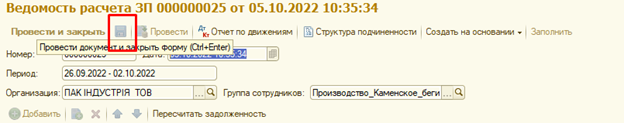 Ведомость расчета ЗП 000000025 от 05.10.2022 10:35:34
Провести и закрыть Провести Дт Кт Отчет по движениям Структура подчиненности Создать на основании Заполнить
Провести документ и закрыть форму (Ctrl+Enter)
Номер: 000000025 Дата: 05.10.2022 10:35:34
Период: 26.09.2022 - 02.10.2022
Организация: ПАК ІНДУСТРІЯ ТОВ ... Группа сотрудников: Производство_Каменское_беги ...
Добавить Пересчитать задолженность